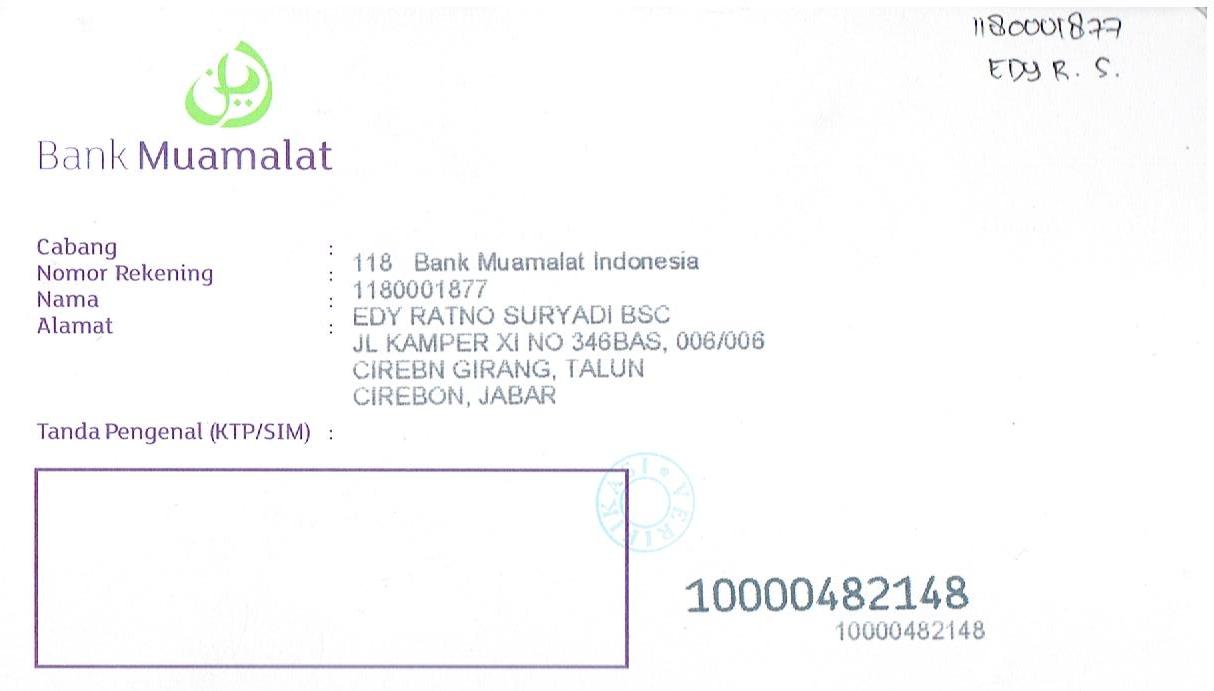 1180001877
EDY R. S.
Bank Muamalat
Cabang : 118 Bank Muamalat Indonesia
Nomor Rekening : 1180001877
Nama : EDY RATNO SURYADI BSC
Alamat : JL KAMPER XI NO 346BAS, 006/006
CIREBN GIRANG, TALUN
CIREBON, JABAR
Tanda Pengenal (KTP/SIM) :
VERIFIKASI
10000482148
10000482148